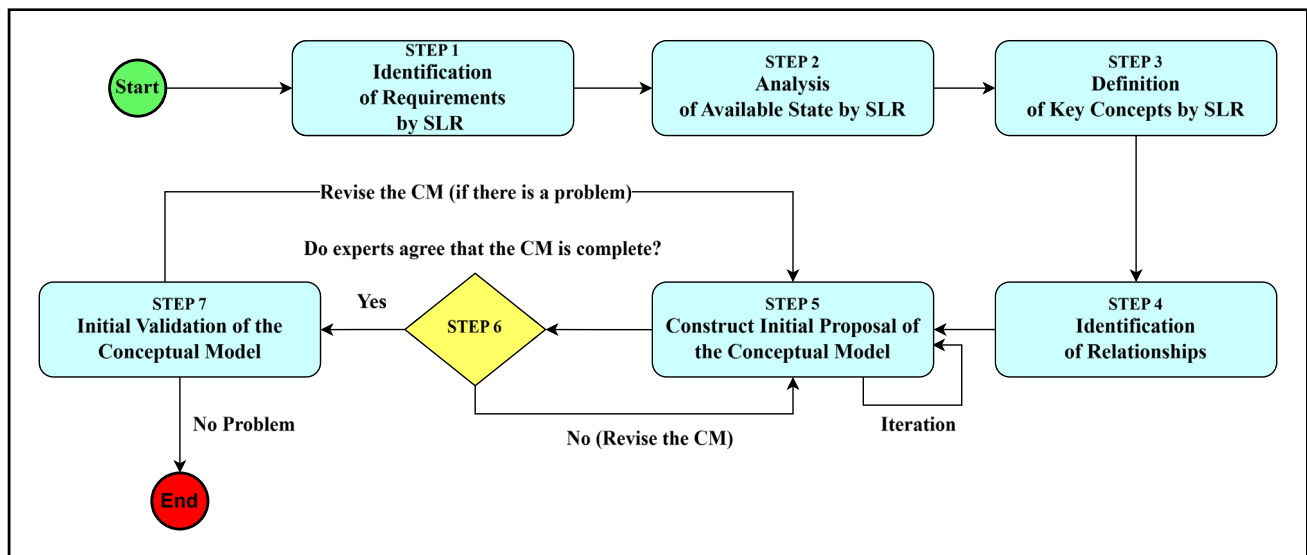 Start
STEP 1
Identification
of Requirements
by SLR
STEP 2
Analysis
of Available State by SLR
STEP 3
Definition
of Key Concepts by SLR
Revise the CM (if there is a problem)
Do experts agree that the CM is complete?
STEP 7
Initial Validation of the
Conceptual Model
Yes
STEP 6
STEP 5
Construct Initial Proposal of
the Conceptual Model
STEP 4
Identification
of Relationships
No Problem
No (Revise the CM)
Iteration
End